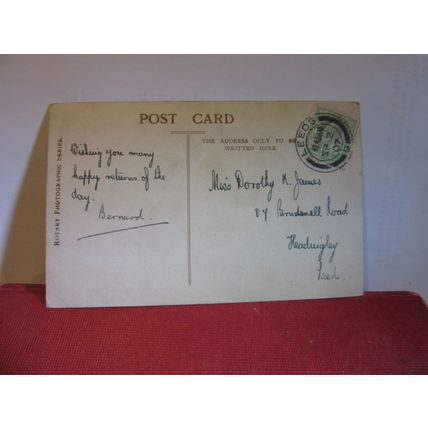 POST CARD
ROTARY PHOTOGRAPHIC SERIES.
THE ADDRESS ONLY TO BE
WRITTEN HERE.
Wishing you many
happy returns of the
day.
Bernard.
Miss Dorothy K. James
87 Brudenell Road
Headingley
Leeds.
LEEDS